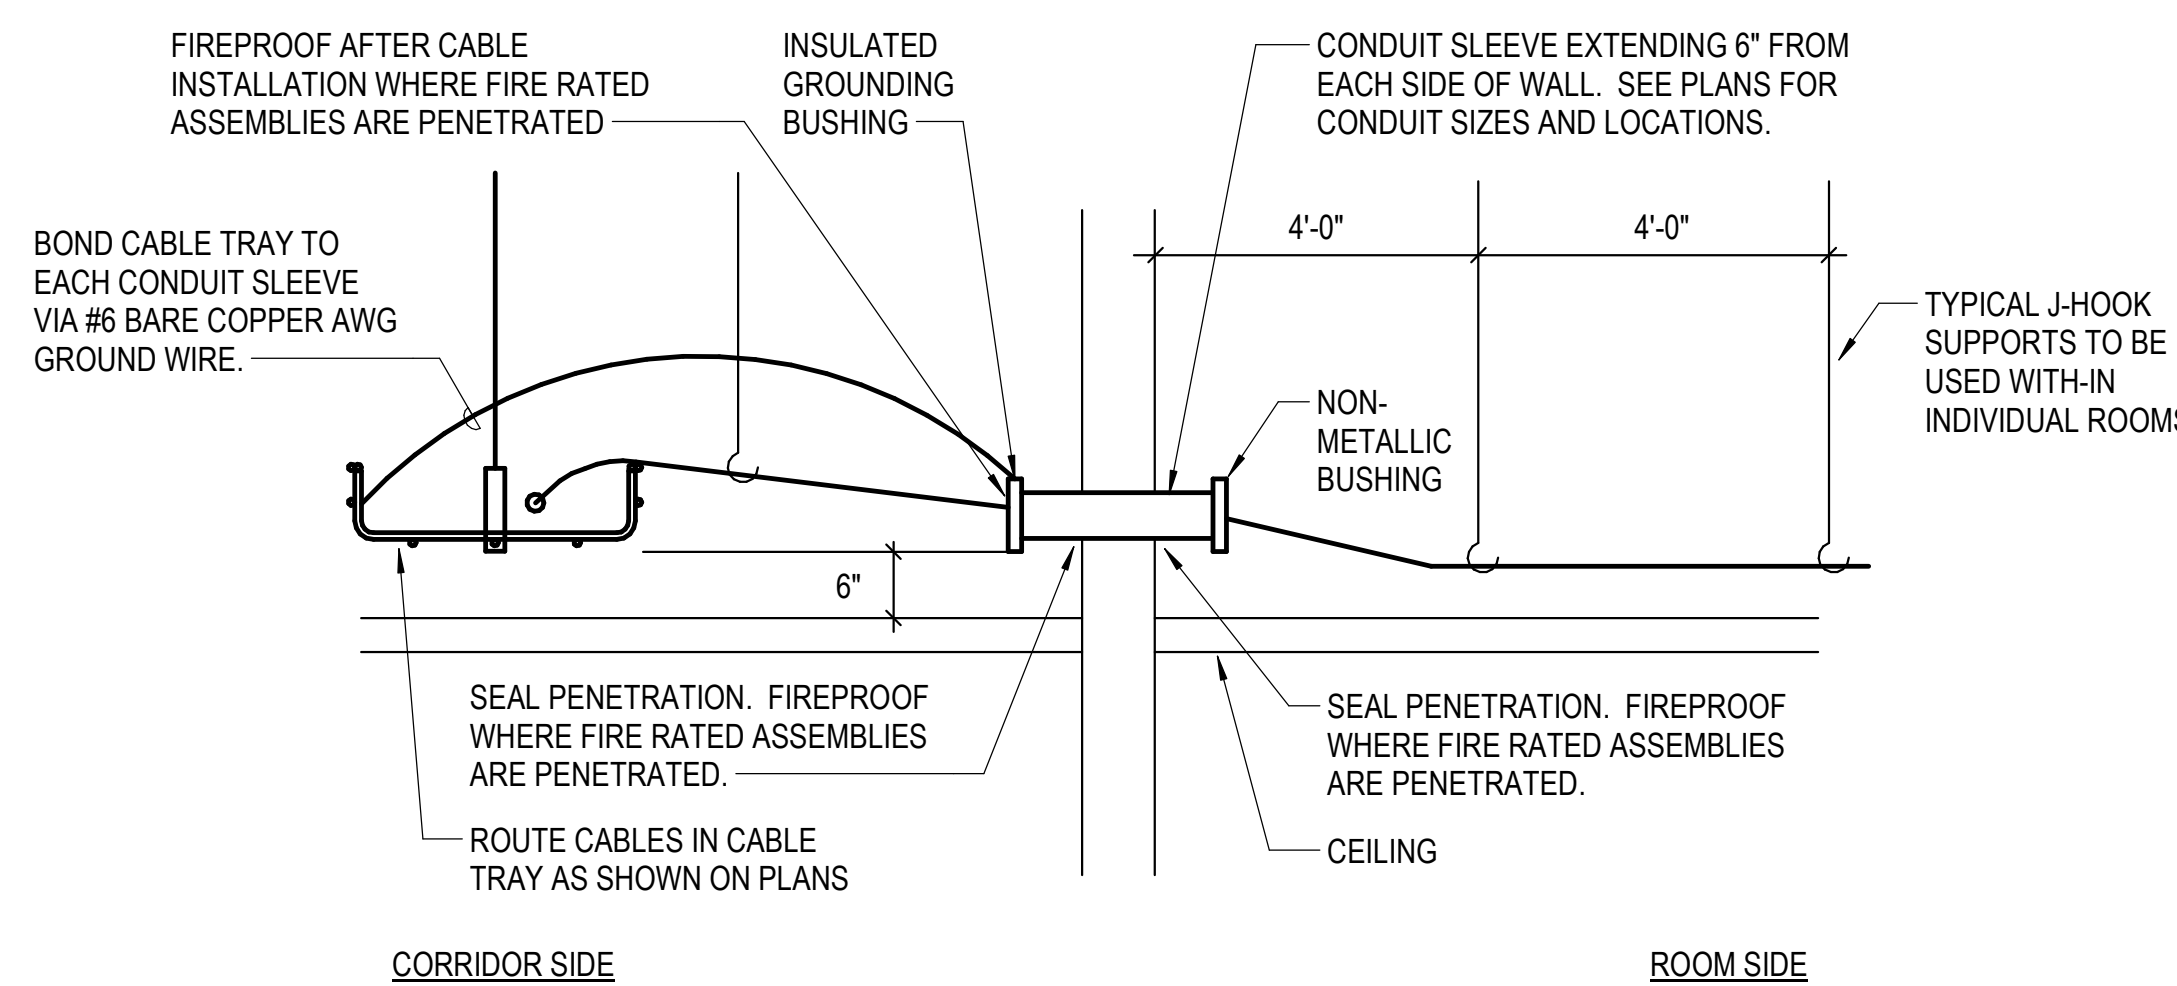 FIREPROOF AFTER CABLE
INSTALLATION WHERE FIRE RATED
ASSEMBLIES ARE PENETRATED
INSULATED
GROUNDING
BUSHING
CONDUIT SLEEVE EXTENDING 6" FROM
EACH SIDE OF WALL.  SEE PLANS FOR
CONDUIT SIZES AND LOCATIONS.
BOND CABLE TRAY TO
EACH CONDUIT SLEEVE
VIA #6 BARE COPPER AWG
GROUND WIRE.
4'-0"
4'-0"
TYPICAL J-HOOK
SUPPORTS TO BE
USED WITH-IN
INDIVIDUAL ROOMS
NON-
METALLIC
BUSHING
6"
SEAL PENETRATION.  FIREPROOF
WHERE FIRE RATED ASSEMBLIES
ARE PENETRATED.
SEAL PENETRATION.  FIREPROOF
WHERE FIRE RATED ASSEMBLIES
ARE PENETRATED.
ROUTE CABLES IN CABLE
TRAY AS SHOWN ON PLANS
CEILING
CORRIDOR SIDE
ROOM SIDE